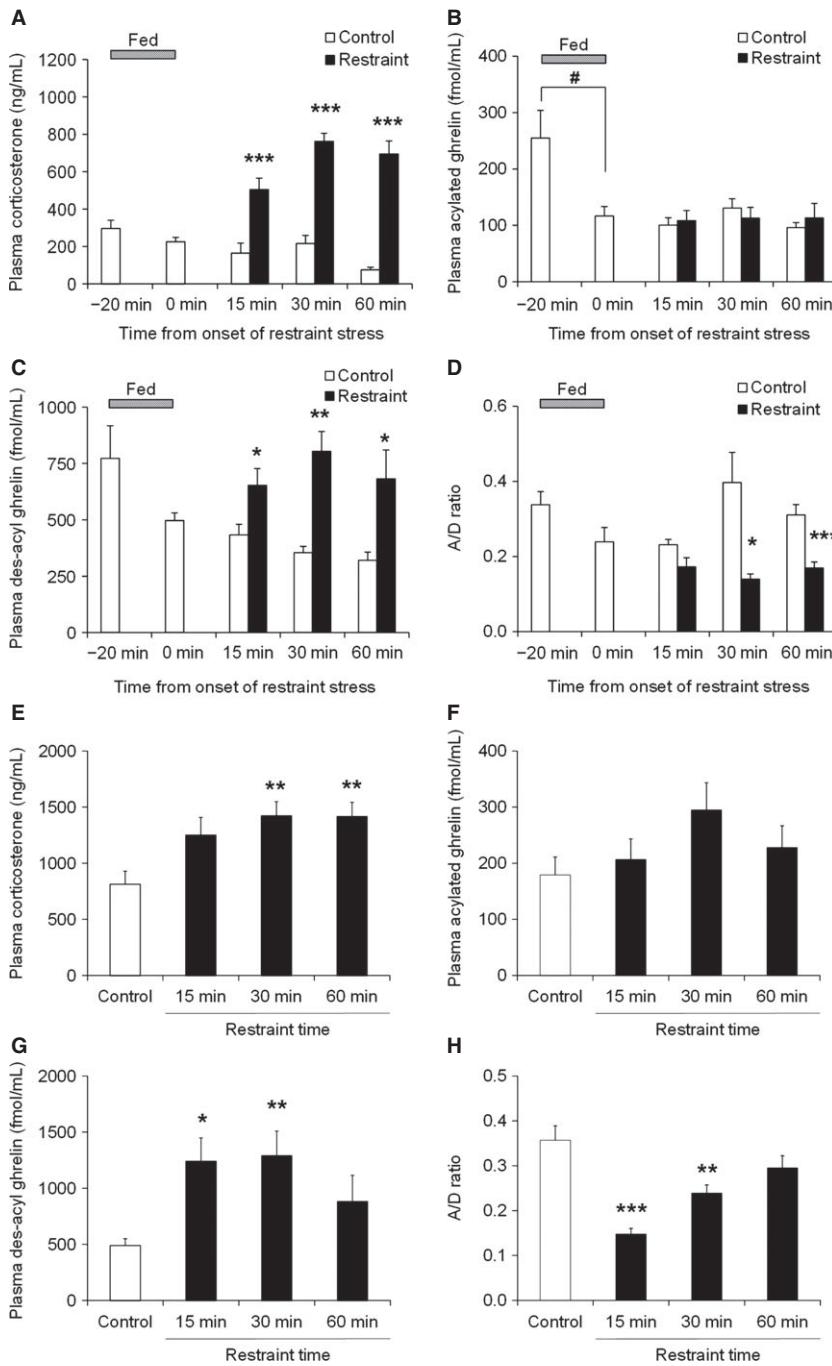 A
Fed
Control
Restraint
Plasma corticosterone (ng/mL)
1200
1000
800
600
400
200
0
***
***
***
−20 min 0 min 15 min 30 min 60 min
Time from onset of restraint stress
B
Fed
Control
Restraint
Plasma acylated ghrelin (fmol/mL)
400
300
200
100
0
#
−20 min 0 min 15 min 30 min 60 min
Time from onset of restraint stress
C
Fed
Control
Restraint
Plasma des-acyl ghrelin (fmol/mL)
1000
750
500
250
0
*
**
*
−20 min 0 min 15 min 30 min 60 min
Time from onset of restraint stress
D
Fed
Control
Restraint
A/D ratio
0.6
0.4
0.2
0.0
*
***
−20 min 0 min 15 min 30 min 60 min
Time from onset of restraint stress
E
Plasma corticosterone (ng/mL)
2000
1500
1000
500
0
**
**
Control 15 min 30 min 60 min
Restraint time
F
Plasma acylated ghrelin (fmol/mL)
400
300
200
100
0
Control 15 min 30 min 60 min
Restraint time
G
Plasma des-acyl ghrelin (fmol/mL)
2000
1500
1000
500
0
*
**
Control 15 min 30 min 60 min
Restraint time
H
A/D ratio
0.5
0.4
0.3
0.2
0.1
0.0
***
**
Control 15 min 30 min 60 min
Restraint time